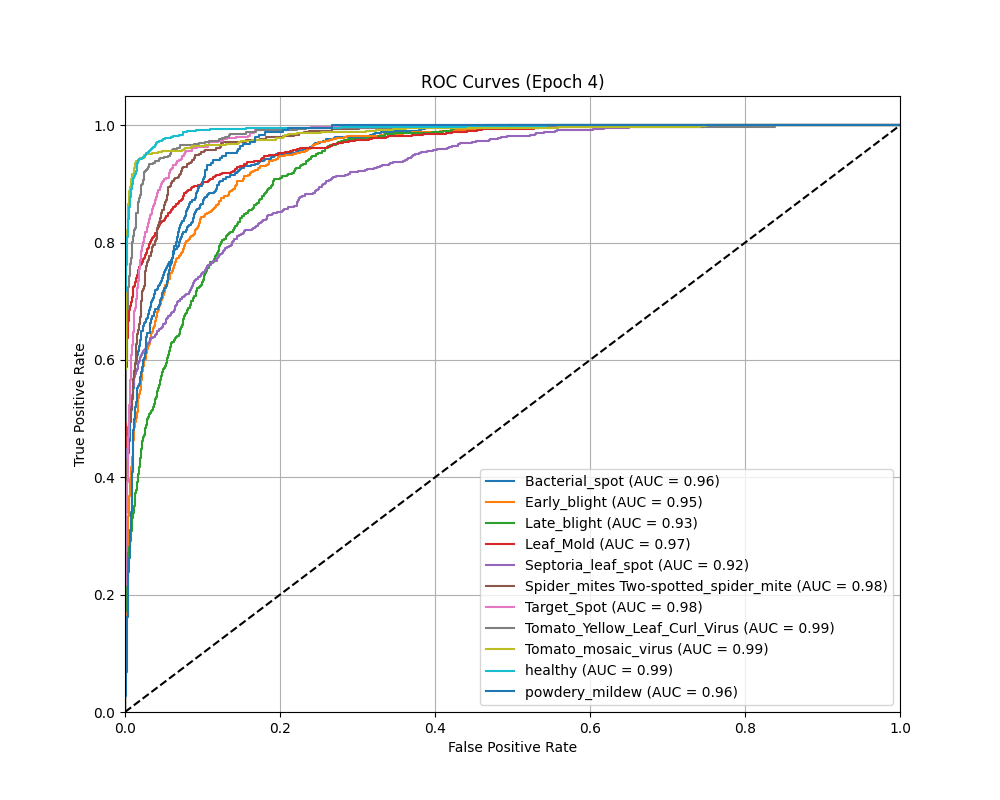 ROC Curves (Epoch 4)
1.0
0.8
0.6
0.4
0.2
0.0
True Positive Rate
Bacterial_spot (AUC = 0.96)
Early_blight (AUC = 0.95)
Late_blight (AUC = 0.93)
Leaf_Mold (AUC = 0.97)
Septoria_leaf_spot (AUC = 0.92)
Spider_mites Two-spotted_spider_mite (AUC = 0.98)
Target_Spot (AUC = 0.98)
Tomato_Yellow_Leaf_Curl_Virus (AUC = 0.99)
Tomato_mosaic_virus (AUC = 0.99)
healthy (AUC = 0.99)
powdery_mildew (AUC = 0.96)
0.0 0.2 0.4 0.6 0.8 1.0
False Positive Rate